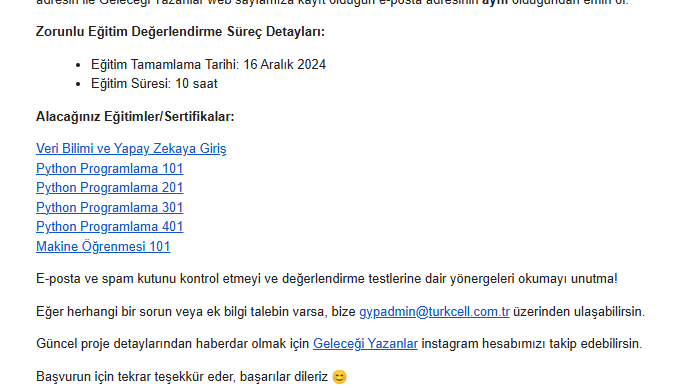 adresin ile Geleceği Yazanlar web sayfamıza kayıt olduğun e-posta adresinin aynı olduğundan emin ol.
Zorunlu Eğitim Değerlendirme Süreç Detayları:
• Eğitim Tamamlama Tarihi: 16 Aralık 2024
• Eğitim Süresi: 10 saat
Alacağınız Eğitimler/Sertifikalar:
Veri Bilimi ve Yapay Zekaya Giriş
Python Programlama 101
Python Programlama 201
Python Programlama 301
Python Programlama 401
Makine Öğrenmesi 101
E-posta ve spam kutunu kontrol etmeyi ve değerlendirme testlerine dair yönergeleri okumayı unutma!
Eğer herhangi bir sorun veya ek bilgi talebin varsa, bize gypadmin@turkcell.com.tr üzerinden ulaşabilirsin.
Güncel proje detaylarından haberdar olmak için Geleceği Yazanlar instagram hesabımızı takip edebilirsin.
Başvurun için tekrar teşekkür eder, başarılar dileriz 😊